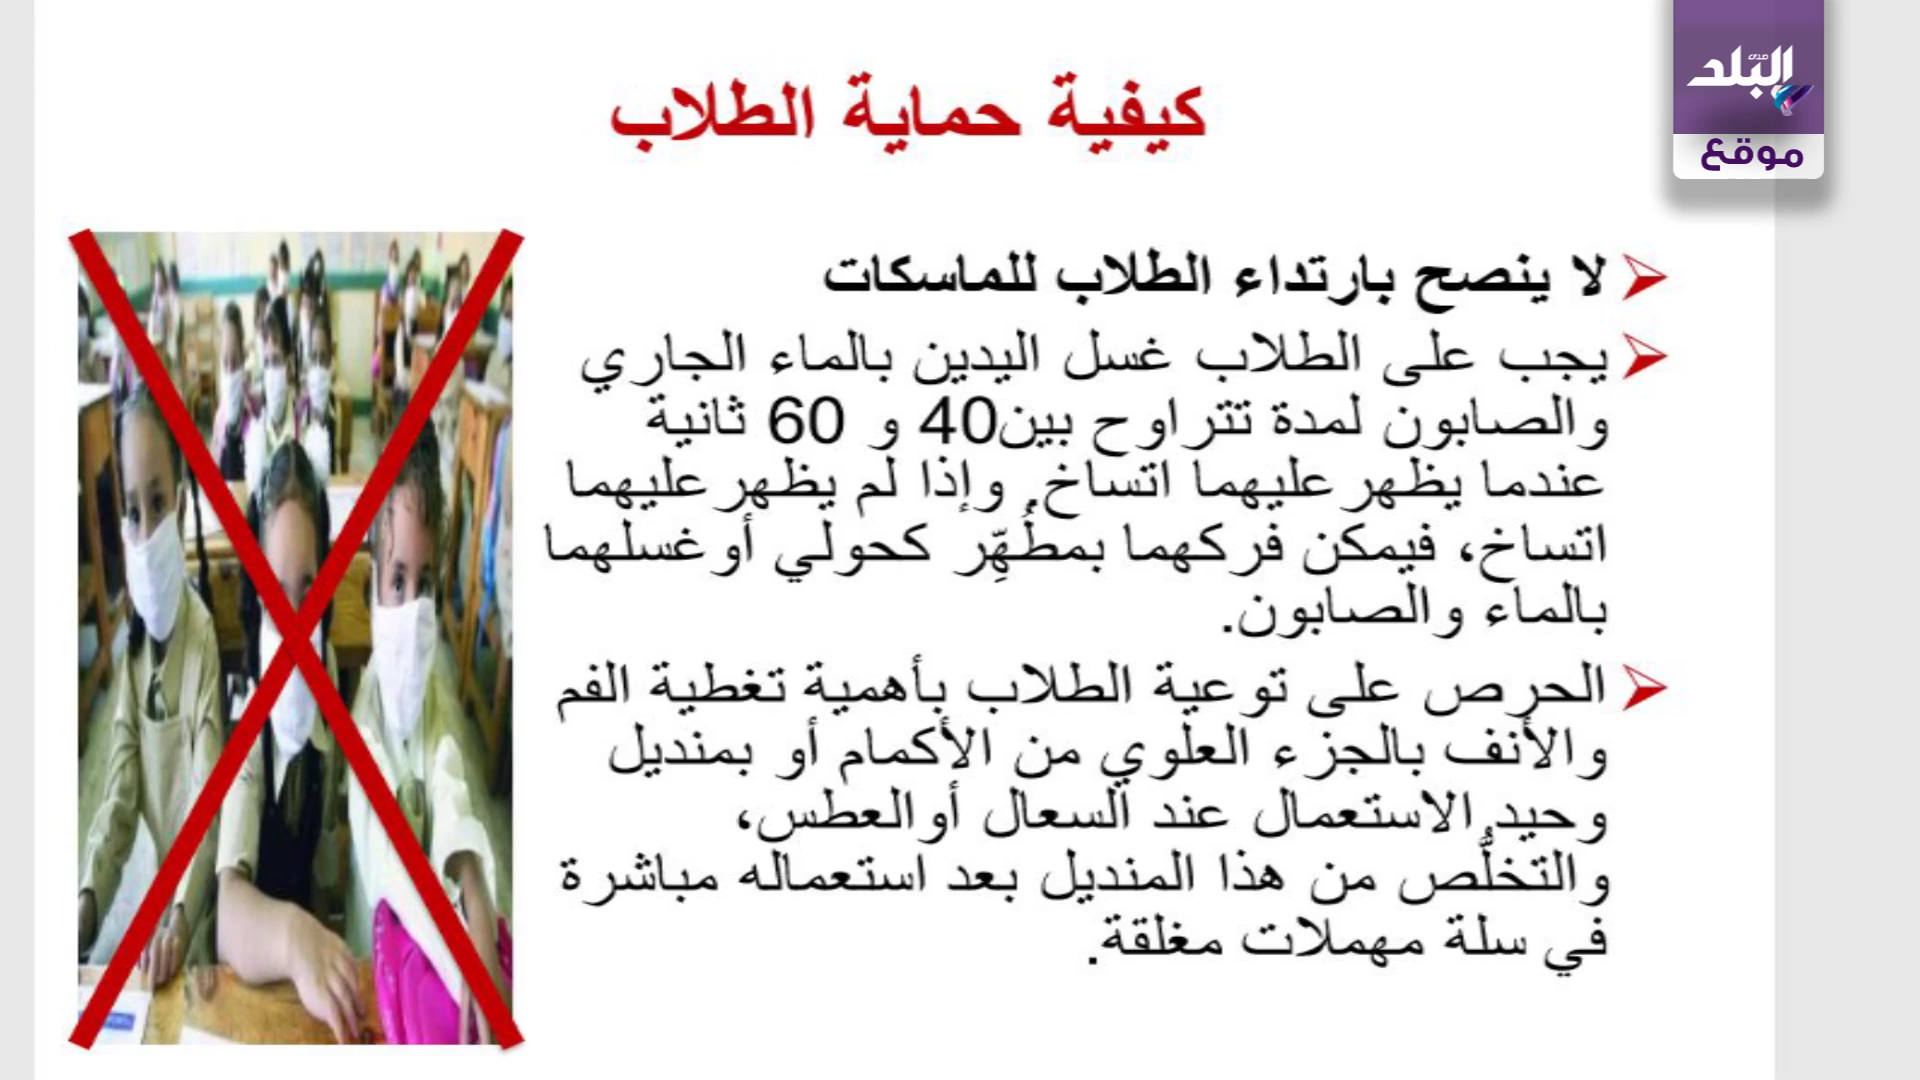 صدى
البلد
موقع
كيفية حماية الطلاب
لا ينصح بارتداء الطلاب للماسكات
يجب على الطلاب غسل اليدين بالماء الجاري
والصابون لمدة تتراوح بين40 و 60 ثانية
عندما يظهر عليهما اتساخ. وإذا لم يظهر عليهما
اتساخ، فيمكن فركهما بمطُهِّر كحولي أو غسلهما
بالماء والصابون.
الحرص على توعية الطلاب بأهمية تغطية الفم
والأنف بالجزء العلوي من الأكمام أو بمنديل
وحيد الاستعمال عند السعال أو العطس،
والتخلُّص من هذا المنديل بعد استعماله مباشرة
في سلة مهملات مغلقة.